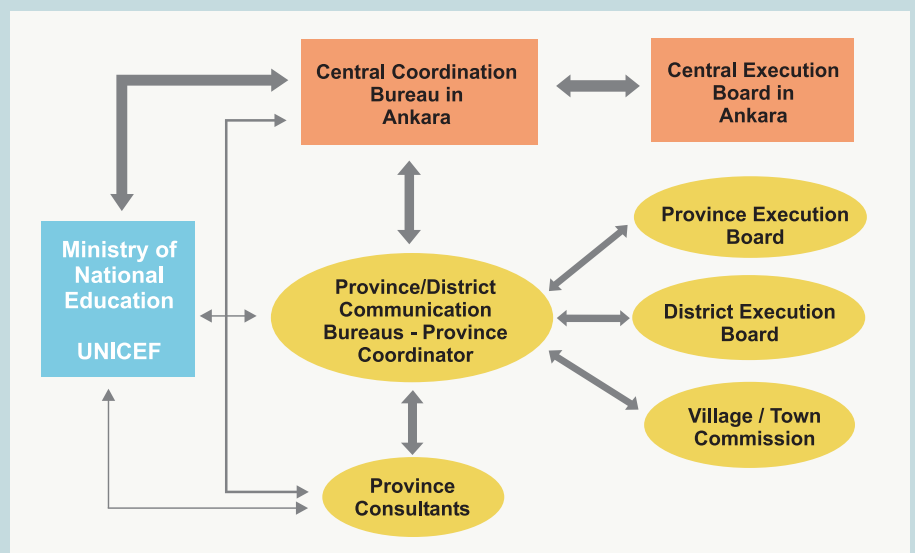 Central Coordination
Bureau in
Ankara
Central Execution
Board in
Ankara
Ministry of
National
Education
UNICEF
Province/District
Communication
Bureaus - Province
Coordinator
Province Execution
Board
District Execution
Board
Village / Town
Commission
Province
Consultants